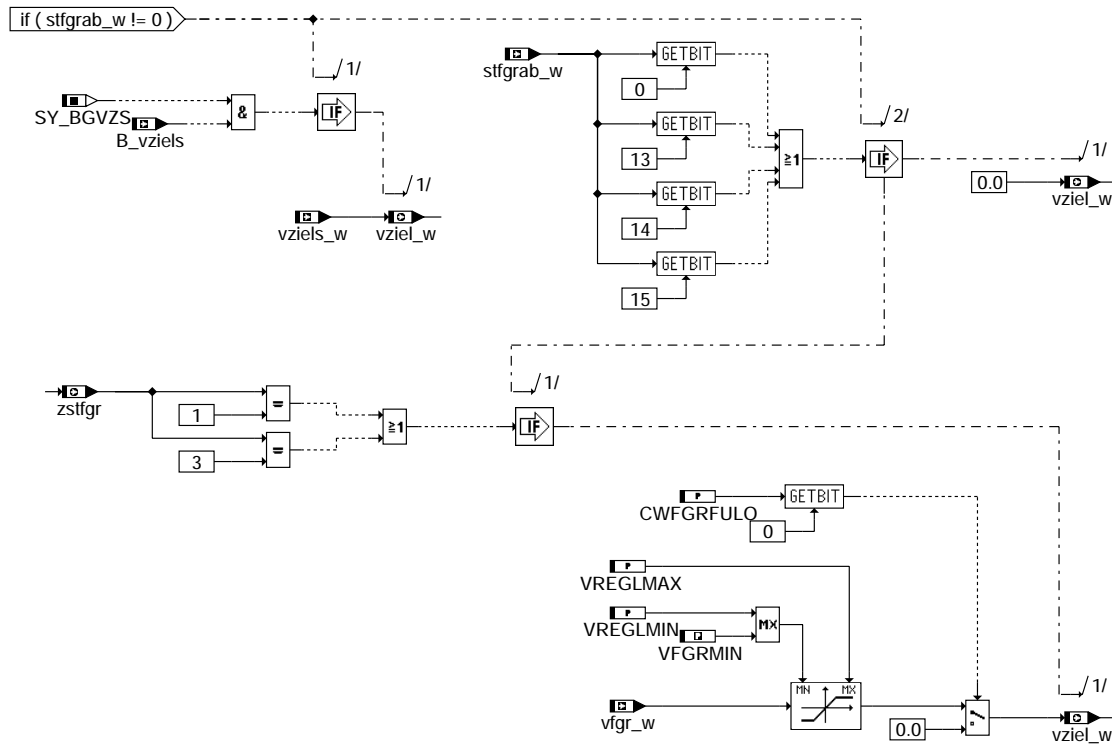 if ( stfgrab_w != 0 )
/1/
SY_BGVZS
&
IF
B_vziels
/1/
vziels_w
vziel_w
stfgrab_w
GETBIT
0
GETBIT
13
GETBIT
14
GETBIT
15
≥1
/2/
IF
/1/
0.0
vziel_w
zstfgr
1
=
3
=
≥1
/1/
IF
CWFGRFULO
P
GETBIT
0
P
VREGLMAX
P
VREGLMIN
P
VFGRMIN
MX
MN
MX
vfgr_w
0.0
/1/
vziel_w